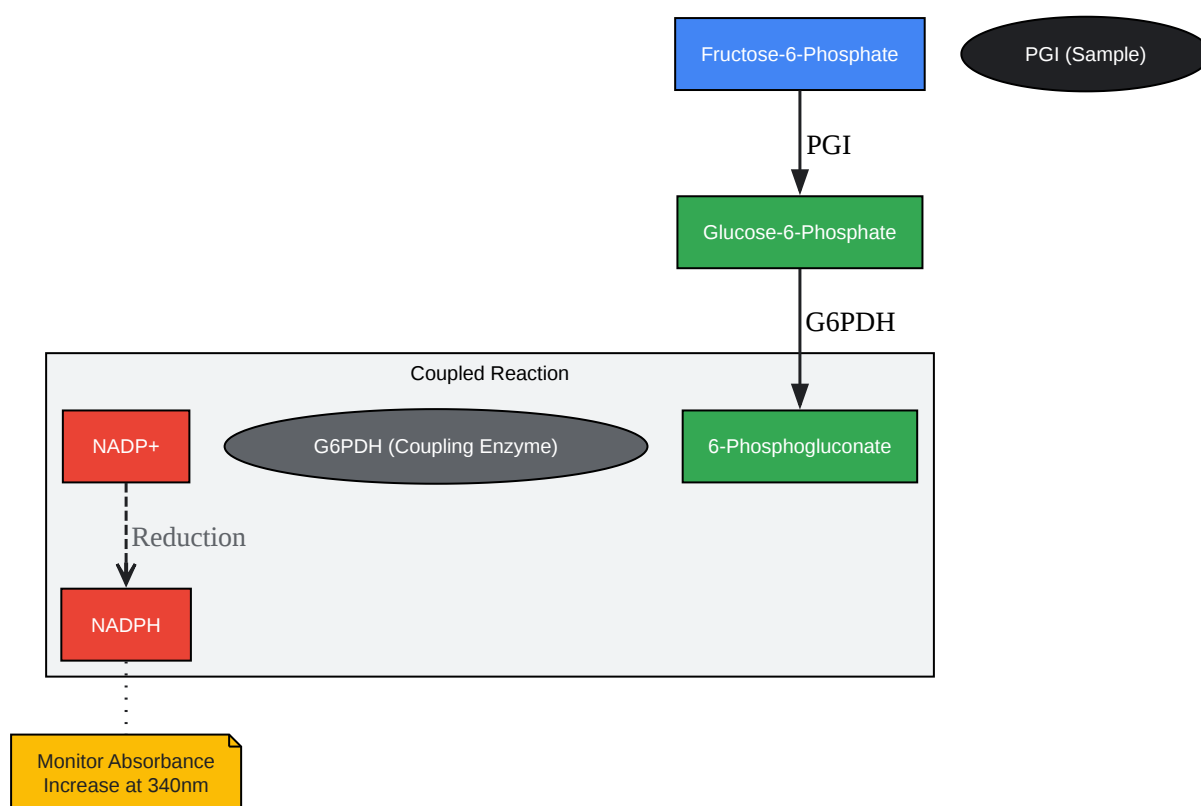 Fructose-6-Phosphate
PGI (Sample)
PGI
Glucose-6-Phosphate
G6PDH
Coupled Reaction
NADP+
G6PDH (Coupling Enzyme)
6-Phosphogluconate
Reduction
NADPH
Monitor Absorbance
Increase at 340nm